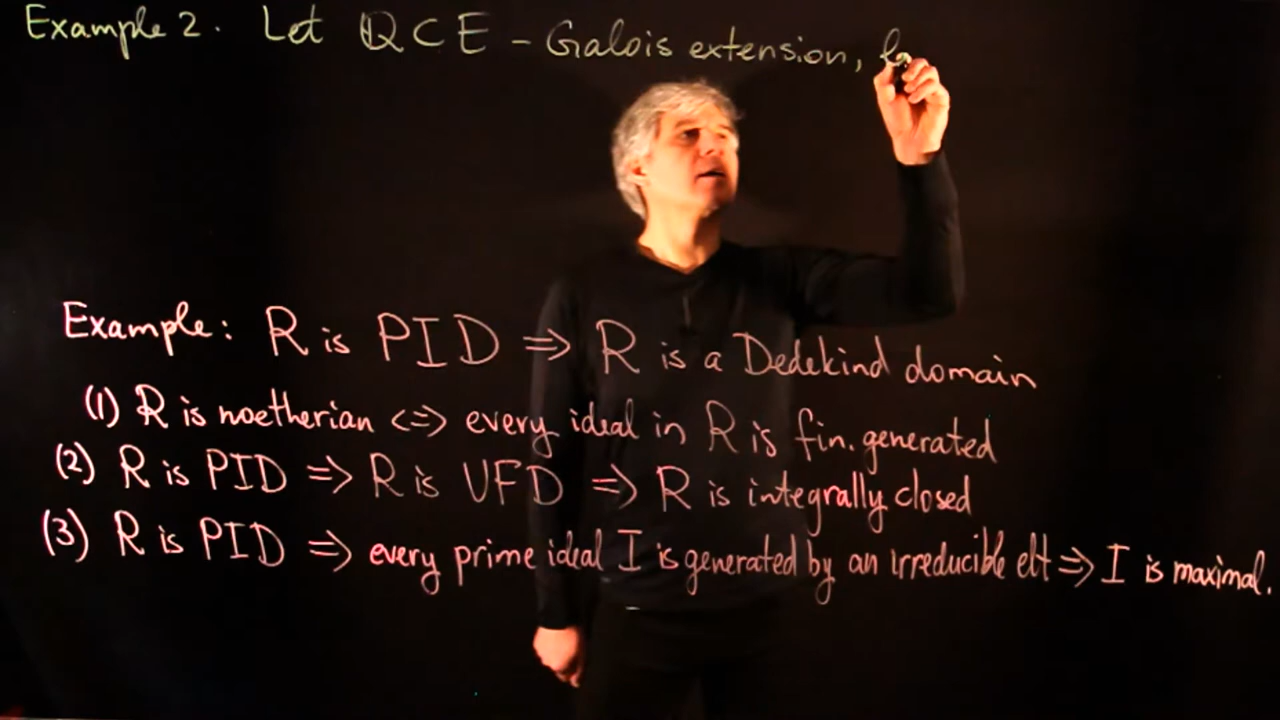 Example 2. Let ℚ ⊂ E - Galois extension,
Example: R is PID => R is a Dedekind domain
(1) R is noetherian <=> every ideal in R is fin. generated
(2) R is PID => R is UFD => R is integrally closed
(3) R is PID => every prime ideal I is generated by an irreducible elt => I is maximal.